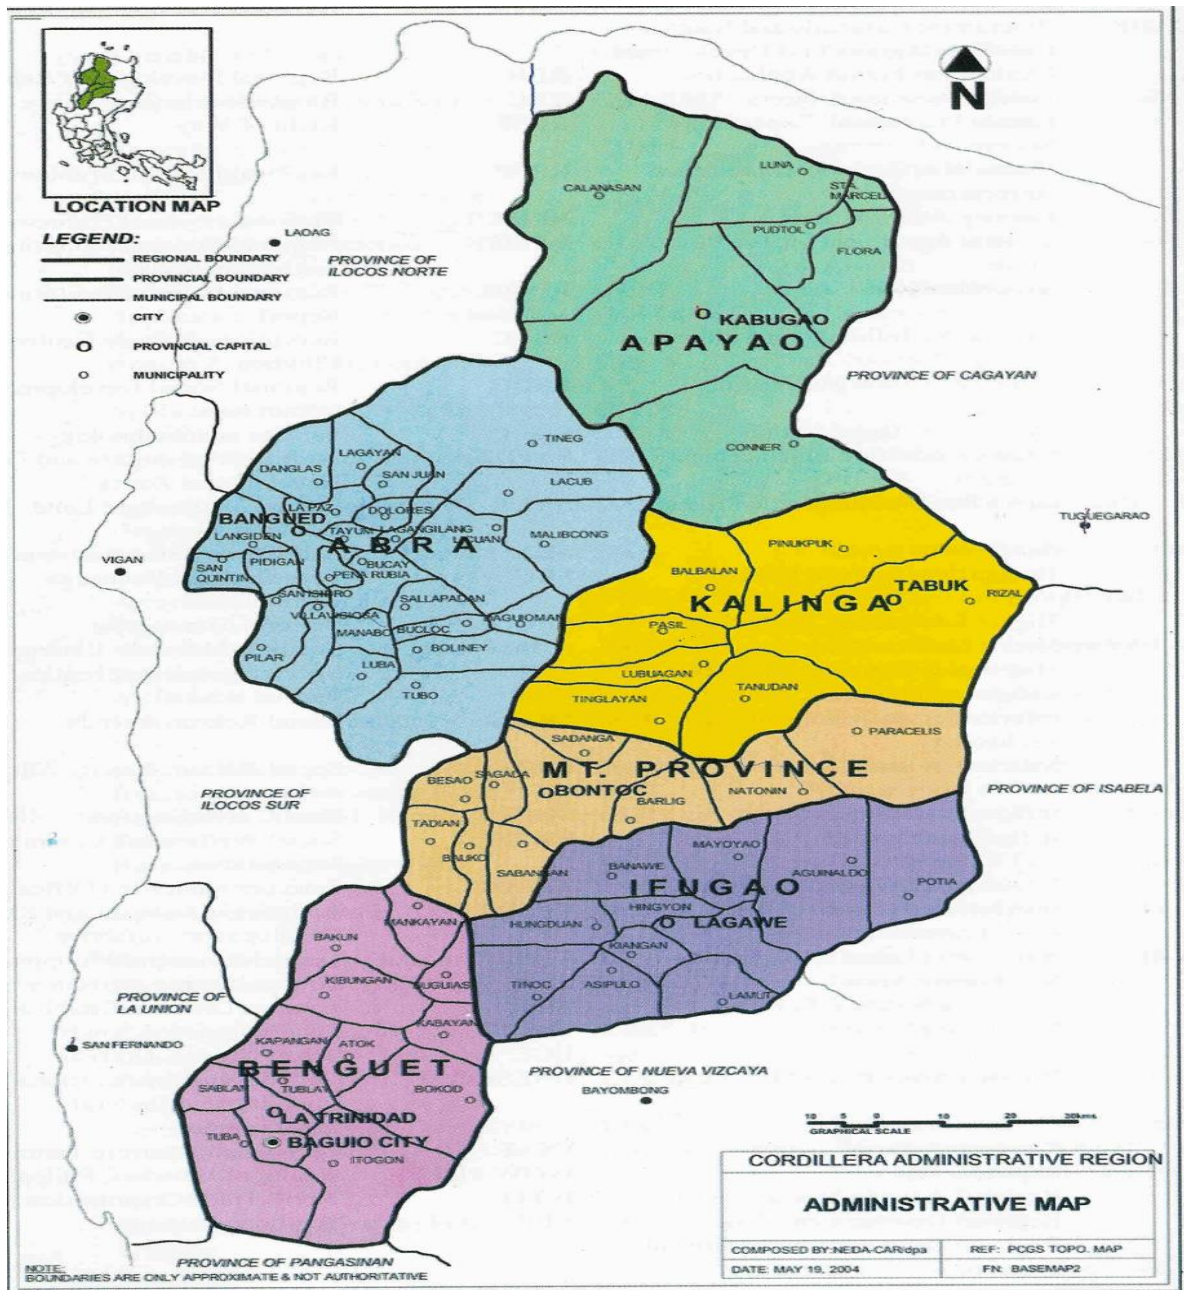 N
LOCATION MAP
LEGEND:
REGIONAL BOUNDARY
PROVINCIAL BOUNDARY
MUNICIPAL BOUNDARY
CITY
PROVINCIAL CAPITAL
MUNICIPALITY
LAOAG
PROVINCE OF
ILOCOS NORTE
CALANASAN
LUNA
STA.
MARCELA
PUDTOL
FLORA
KABUGAO
APAYAO
CONNER
PROVINCE OF CAGAYAN
TUGUEGARAO
TINEG
LAGAYAN
DANGLAS
SAN JUAN
LACUB
LA PAZ
DOLORES
BANGUED
TAYUM
LAGANGILANG
LICUAN
MALIBCONG
LANGIDEN
ABRA
SAN
QUINTIN
PIDIGAN
BUCAY
PENA RUBIA
SAN ISIDRO
SALLAPADAN
VILLAVISIOSA
MANABO
BUCLOC
DAGUIOMAN
BOLINEY
PILAR
LUBA
TUBO
VIGAN
PINUKPUK
BALBALAN
TABUK
KALINGA
RIZAL
PASIL
LUBUAGAN
TINGLAYAN
TANUDAN
PARACELIS
SADANGA
MT. PROVINCE
BESAO
SAGADA
BONTOC
NATONIN
BARLIG
TADIAN
BAUKO
SABANGAN
PROVINCE OF
ILOCOS SUR
PROVINCE OF ISABELA
MAYOYAO
BANAWE
AGUINALDO
IFUGAO
POTIA
HINGYON
HUNGDUAN
LAGAWE
KIANGAN
TINOC
ASIPULO
LAMUT
MANKAYAN
BAKUN
KIBUNGAN
BUGUIAS
KABAYAN
KAPANGAN
ATOK
BENGUET
SABLAN
TUBLAY
BOKOD
LA TRINIDAD
TUBA
BAGUIO CITY
ITOGON
PROVINCE OF
LA UNION
SAN FERNANDO
PROVINCE OF NUEVA VIZCAYA
BAYOMBONG
10 5 0 10 20 30kms
GRAPHICAL SCALE
CORDILLERA ADMINISTRATIVE REGION
ADMINISTRATIVE MAP
COMPOSED BY:NEDA-CAR/dpa
REF: PCGS TOPO. MAP
DATE: MAY 19, 2004
FN: BASEMAP2
PROVINCE OF PANGASINAN
NOTE:
BOUNDARIES ARE ONLY APPROXIMATE & NOT AUTHORITATIVE